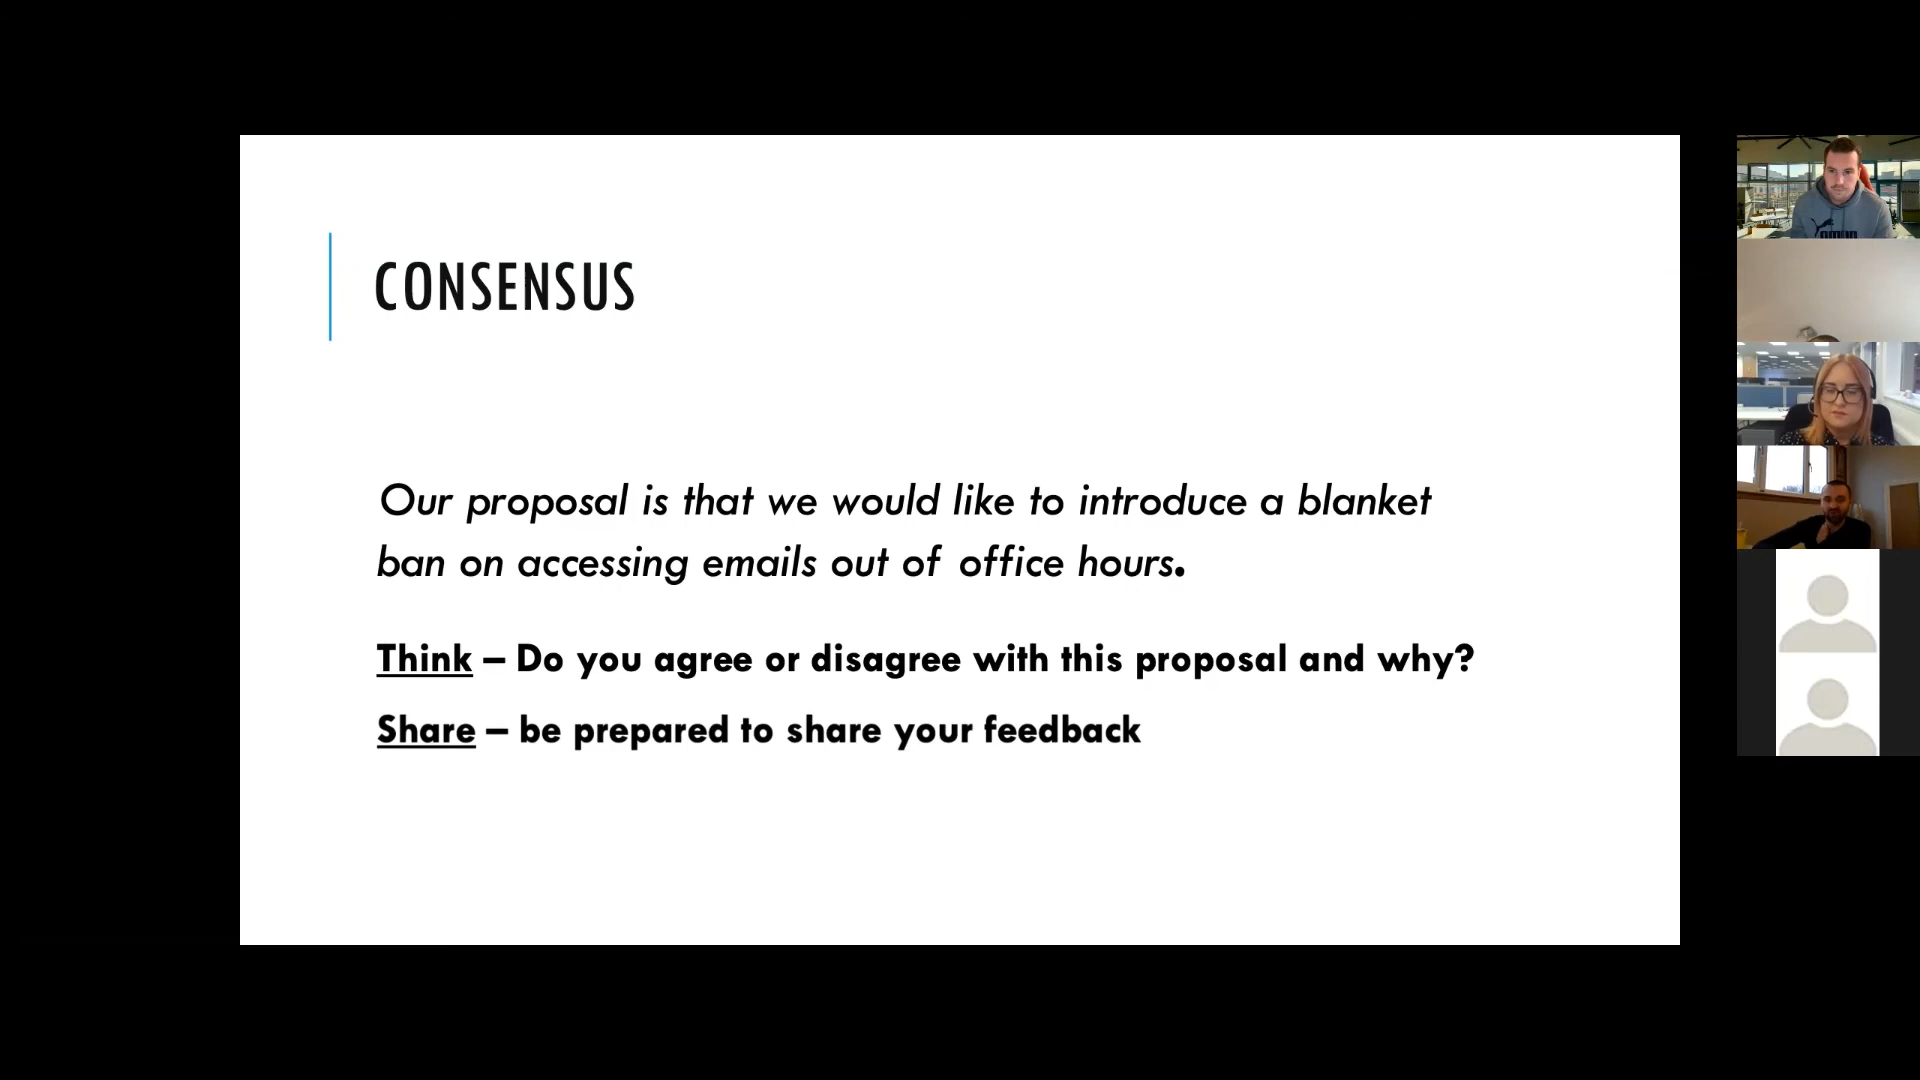 CONSENSUS
Our proposal is that we would like to introduce a blanket
ban on accessing emails out of office hours.
Think – Do you agree or disagree with this proposal and why?
Share – be prepared to share your feedback